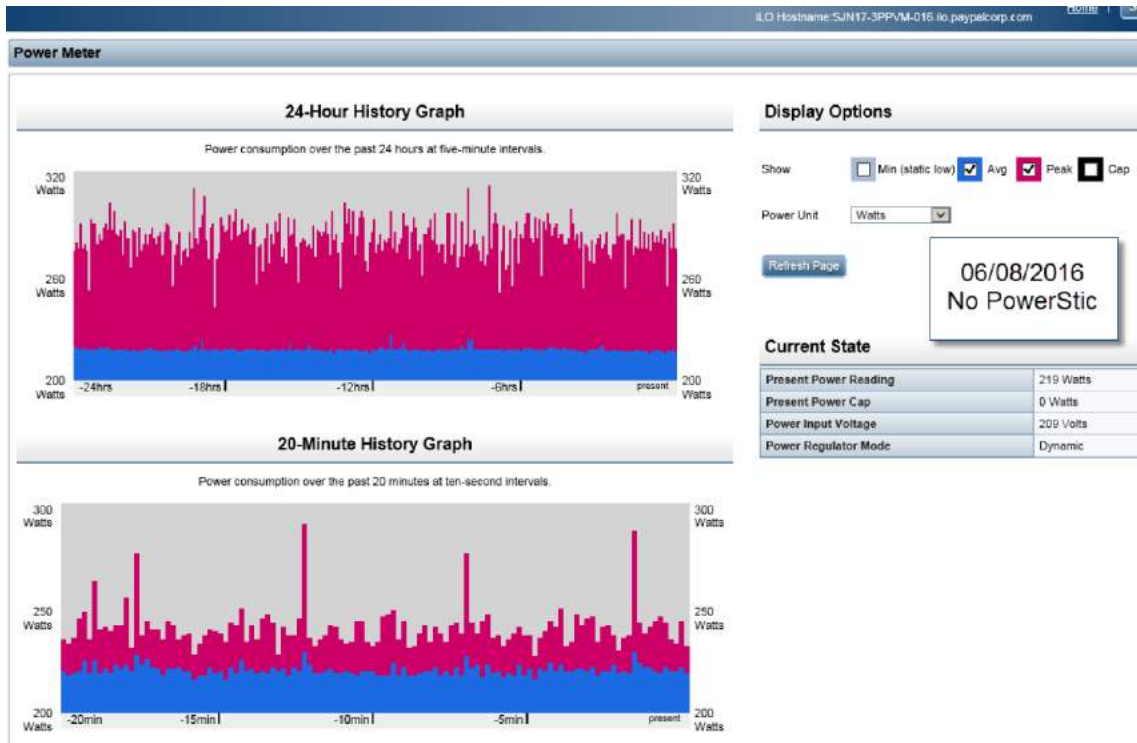 iLO Hostname:SJN17-3PPVM-016.ilo.paypalcorp.com
Home |
Power Meter
24-Hour History Graph
Power consumption over the past 24 hours at five-minute intervals.
320 Watts
320 Watts
260 Watts
260 Watts
200 Watts
200 Watts
-24hrs -18hrs -12hrs -6hrs present
20-Minute History Graph
Power consumption over the past 20 minutes at ten-second intervals.
300 Watts
300 Watts
250 Watts
250 Watts
200 Watts
200 Watts
-20min -15min -10min -5min present
Display Options
Show Min (static low) Avg Peak Cap
Power Unit Watts
Refresh Page
06/08/2016
No PowerStic
Current State
Present Power Reading 219 Watts
Present Power Cap 0 Watts
Power Input Voltage 209 Volts
Power Regulator Mode Dynamic